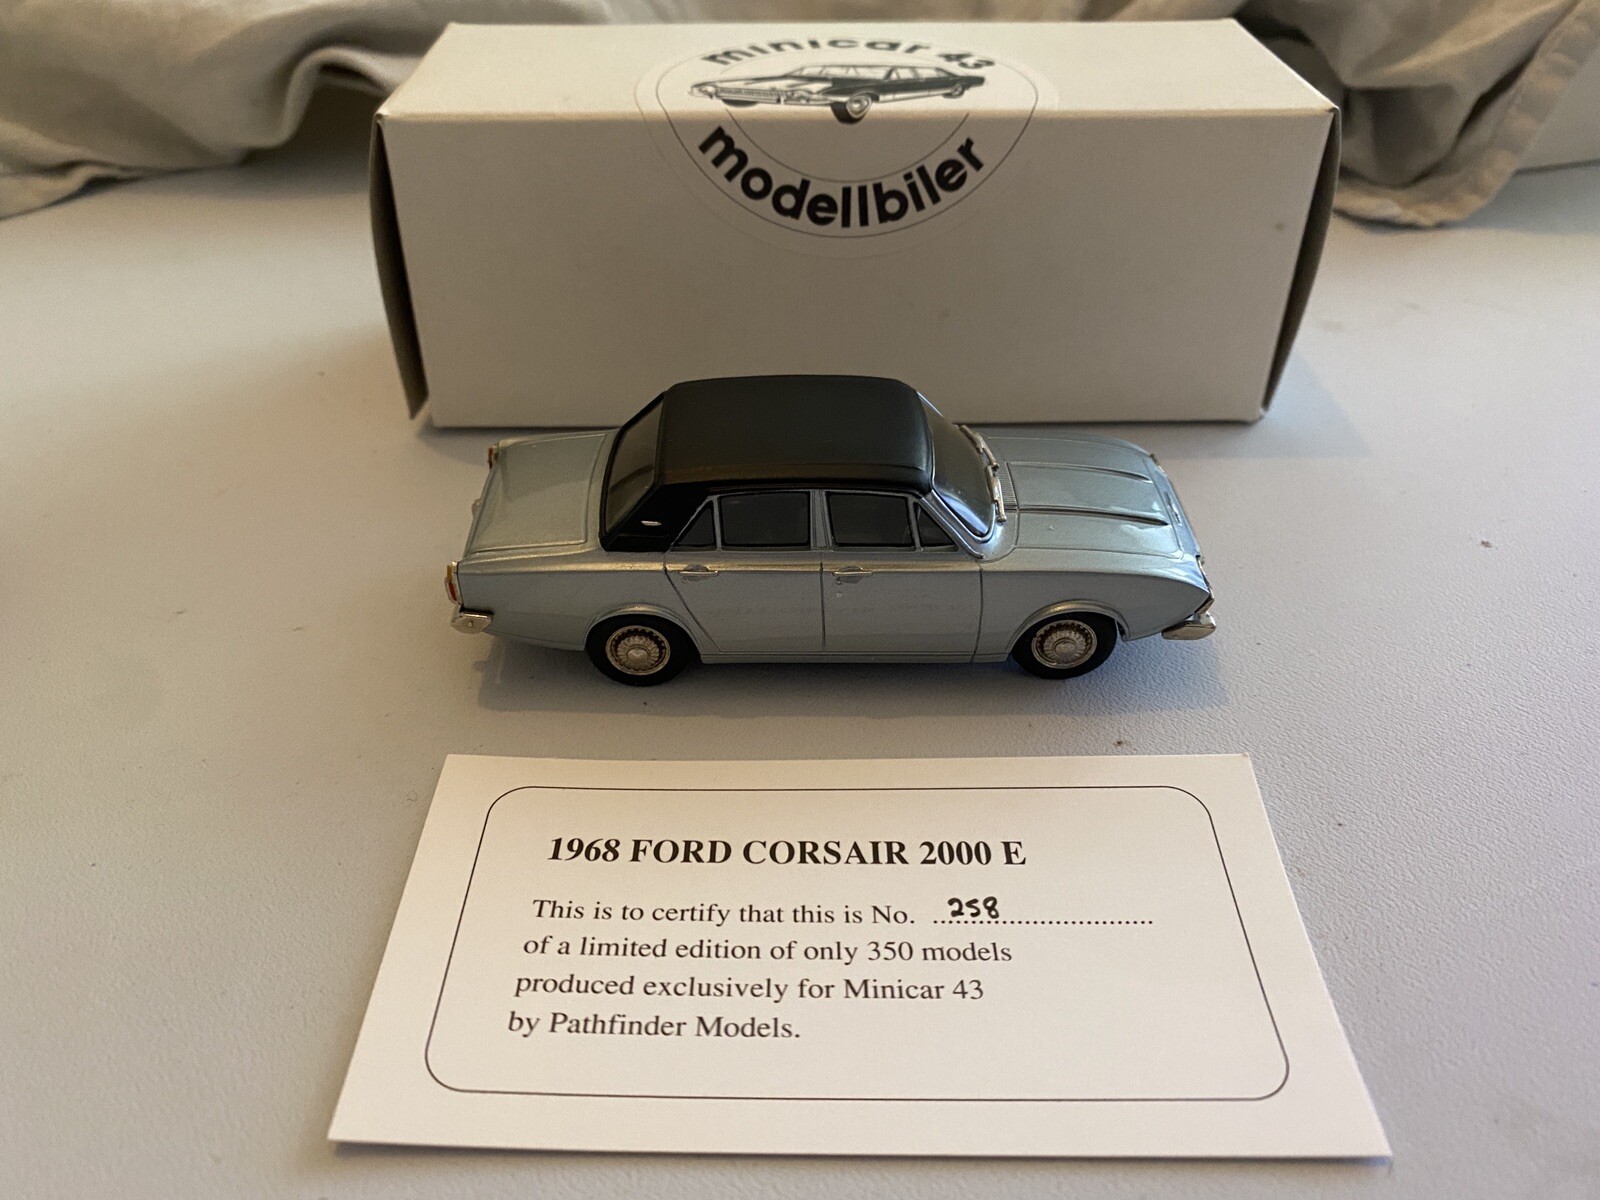 minicar 43
modellbiler
1968 FORD CORSAIR 2000 E
This is to certify that this is No. 258
of a limited edition of only 350 models
produced exclusively for Minicar 43
by Pathfinder Models.